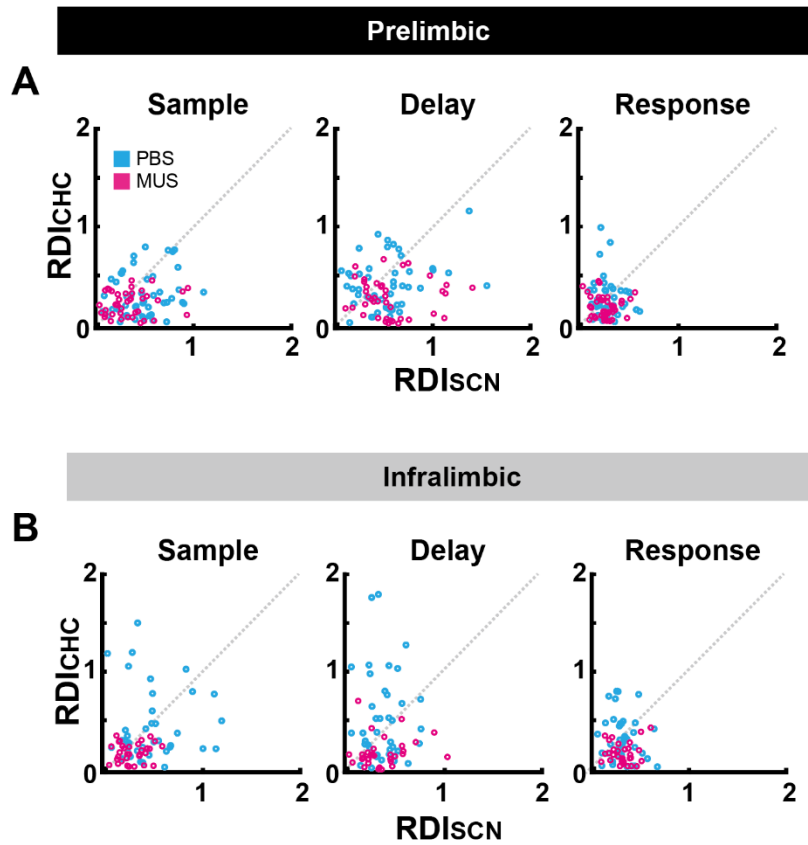 Prelimbic
A
Sample Delay Response
2 2 2
PBS
MUS
RDICHC
1 1 1
0 0 0
1 2 1 2 1 2
RDISCN
Infralimbic
B
Sample Delay Response
2 2 2
RDICHC
1 1 1
0 0 0
1 2 1 2 1 2
RDISCN